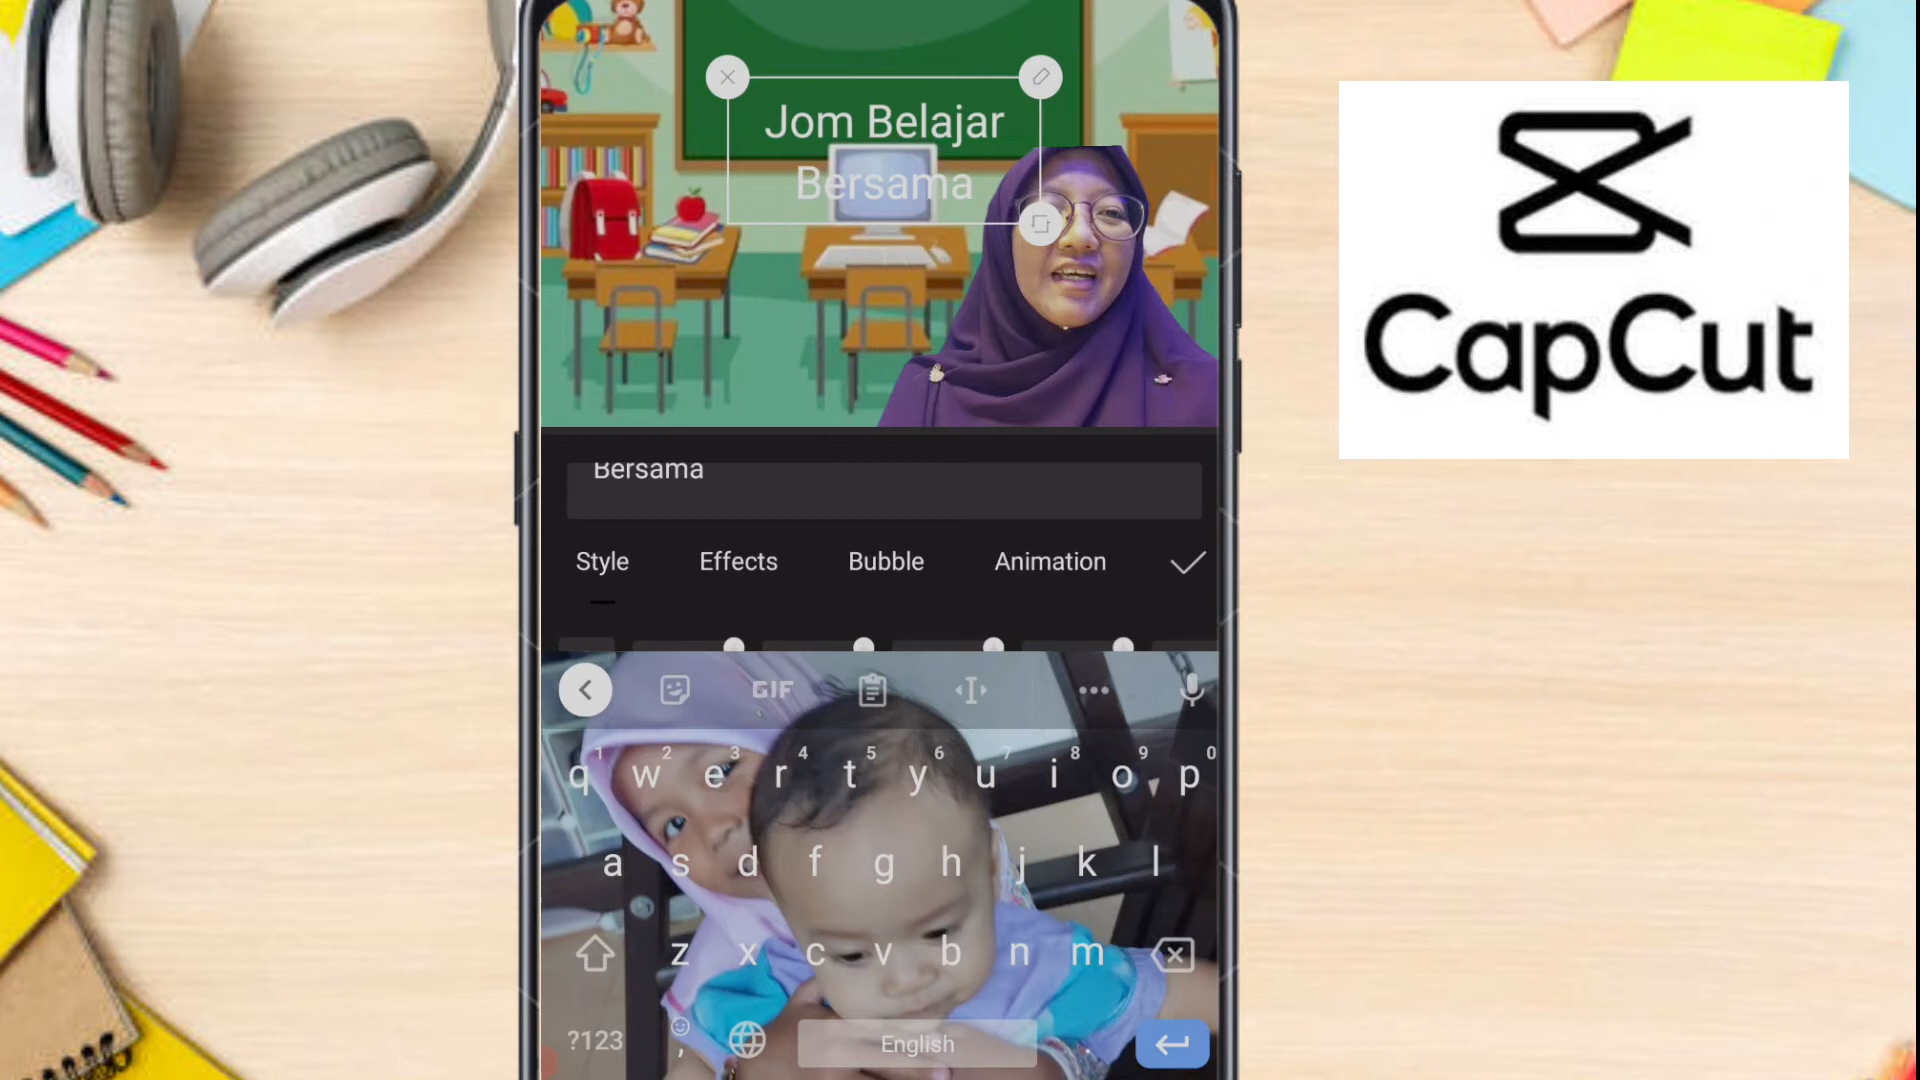 Jom Belajar
Bersama
CapCut
Bersama
Style Effects Bubble Animation
GIF
1 2 3 4 5 6 7 8 9 0
q w e r t y u i o p
a s d f g h j k l
z x c v b n m
?123 , English .